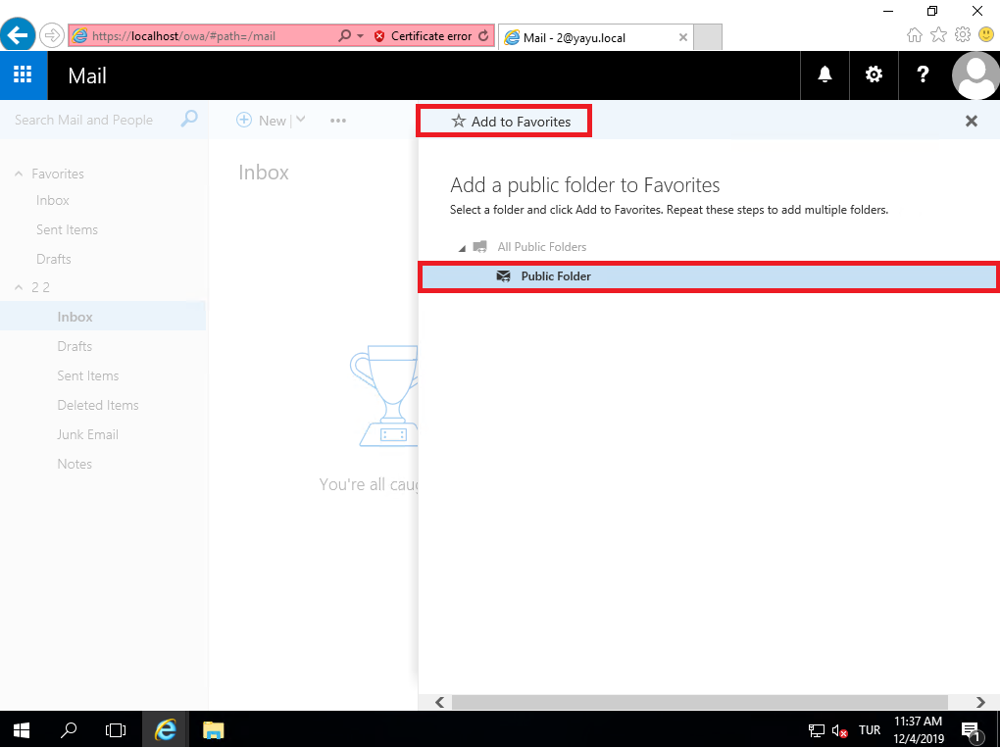 https://localhost/owa/#path=/mail
Certificate error
Mail - 2@yayu.local
Mail
?
Search Mail and People
New
Add to Favorites
Favorites
Inbox
Sent Items
Drafts
2 2
Inbox
Drafts
Sent Items
Deleted Items
Junk Email
Notes
Inbox
You're all caug
Add a public folder to Favorites
Select a folder and click Add to Favorites. Repeat these steps to add multiple folders.
All Public Folders
Public Folder
TUR
11:37 AM
12/4/2019
1